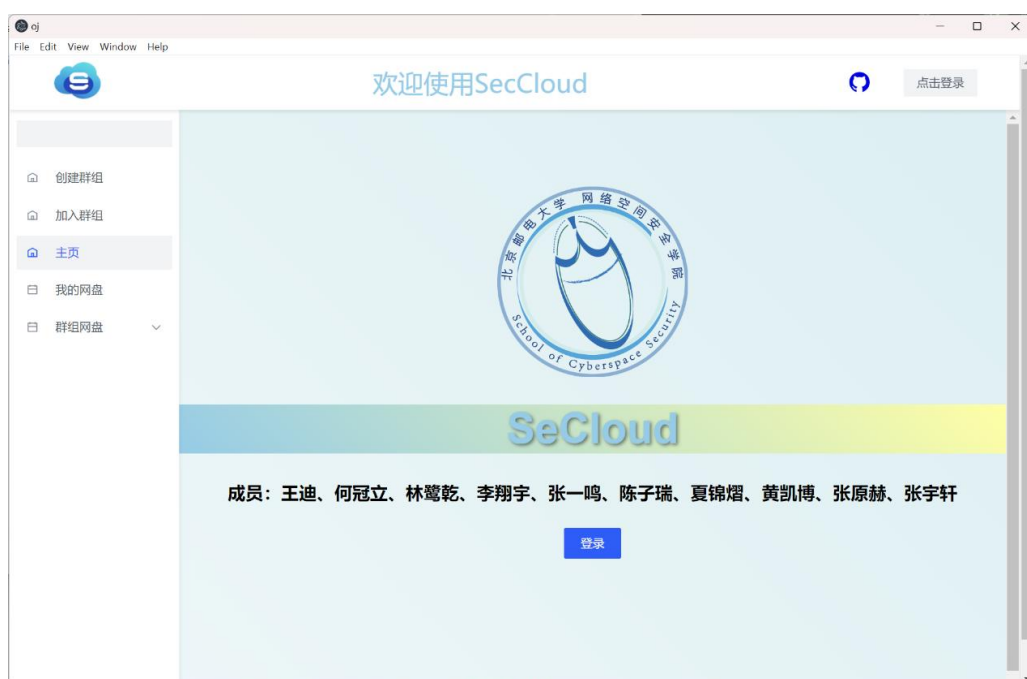 oj
File Edit View Window Help
S
欢迎使用SecCloud
点击登录
创建群组
加入群组
主页
我的网盘
群组网盘
北京邮电大学 网络空间安全学院
School of Cyberspace Security
SeCloud
成员：王迪、何冠立、林鹭乾、李翔宇、张一鸣、陈子瑞、夏锦熠、黄凯博、张原赫、张宇轩
登录